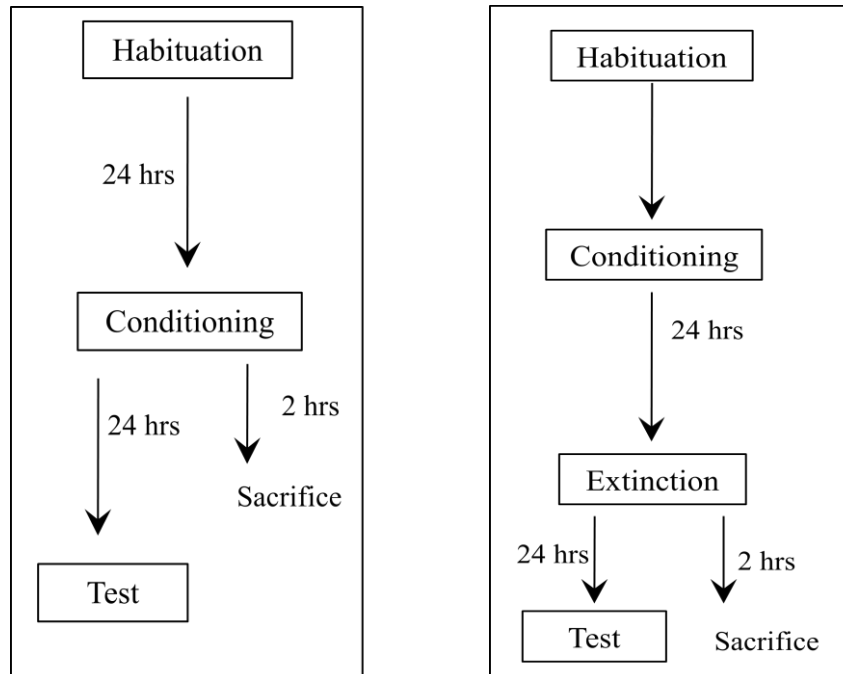 Habituation
24 hrs
Conditioning
24 hrs
2 hrs
Sacrifice
Test
Habituation
Conditioning
24 hrs
Extinction
24 hrs
2 hrs
Test
Sacrifice